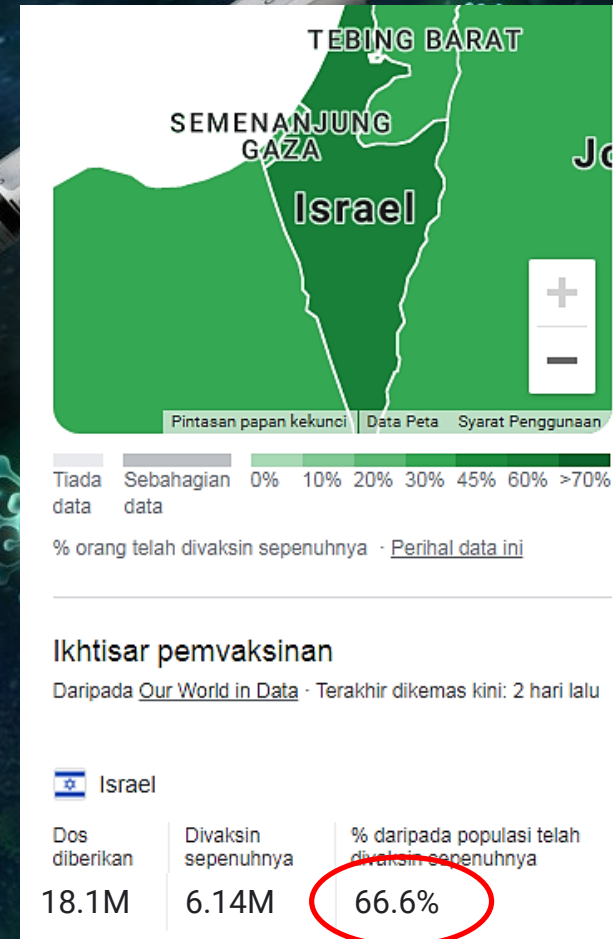 TEBING BARAT
SEMENANJUNG
GAZA
Jo
Israel
Pintasan papan kekunci Data Peta Syarat Penggunaan
Tiada data Sebahagian data 0% 10% 20% 30% 45% 60% >70%
% orang telah divaksin sepenuhnya · Perihal data ini
Ikhtisar pemvaksinan
Daripada Our World in Data · Terakhir dikemas kini: 2 hari lalu
Israel
Dos diberikan
Divaksin sepenuhnya
% daripada populasi telah divaksin sepenuhnya
18.1M 6.14M 66.6%